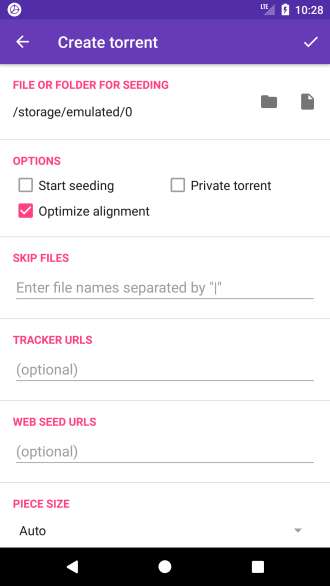 LTE 10:28
Create torrent
FILE OR FOLDER FOR SEEDING
/storage/emulated/0
OPTIONS
Start seeding Private torrent
Optimize alignment
SKIP FILES
Enter file names separated by "|"
TRACKER URLS
(optional)
WEB SEED URLS
(optional)
PIECE SIZE
Auto